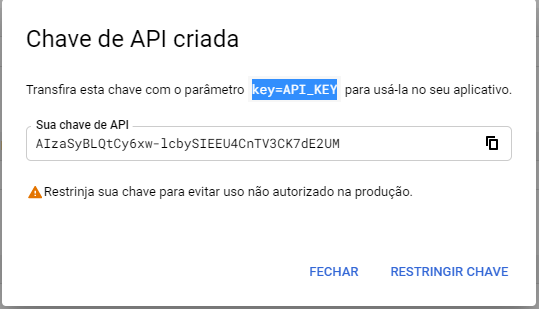 Chave de API criada
Transfira esta chave com o parâmetro key=API_KEY para usá-la no seu aplicativo.
Sua chave de API
AIzaSyBLQtCy6xw-lcbySIEEU4CnTV3CK7dE2UM
Restrinja sua chave para evitar uso não autorizado na produção.
FECHAR RESTRINGIR CHAVE